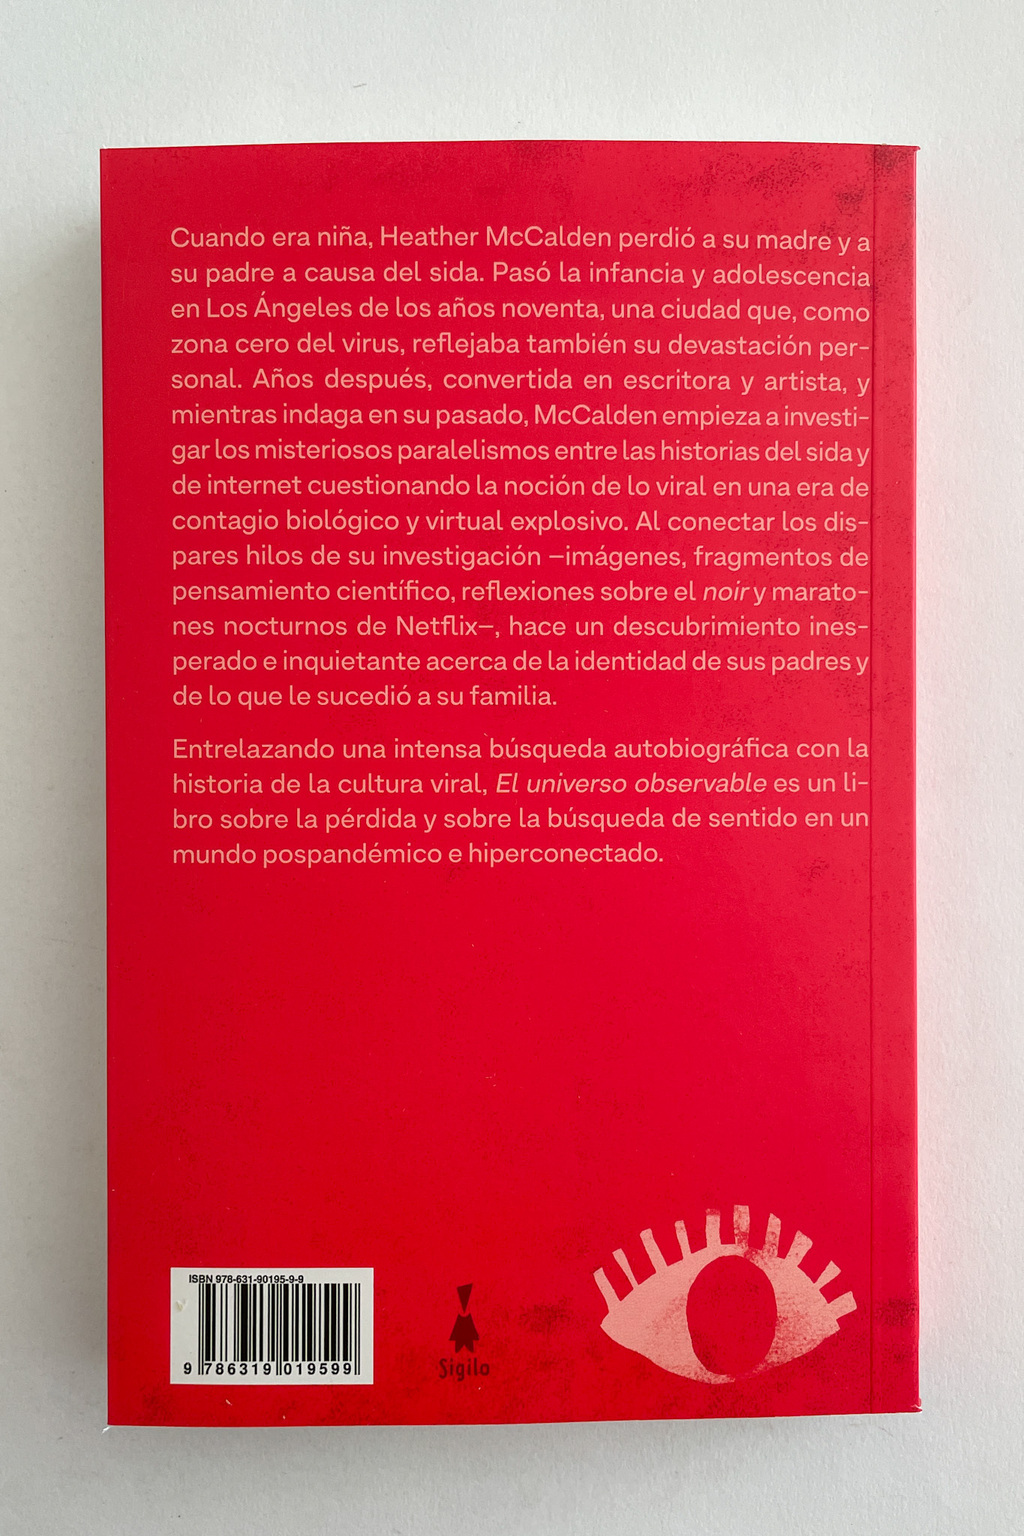 Cuando era niña, Heather McCalden perdió a su madre y a
su padre a causa del sida. Pasó la infancia y adolescencia
en Los Ángeles de los años noventa, una ciudad que, como
zona cero del virus, reflejaba también su devastación per-
sonal. Años después, convertida en escritora y artista, y
mientras indaga en su pasado, McCalden empieza a investi-
gar los misteriosos paralelismos entre las historias del sida y
de internet cuestionando la noción de lo viral en una era de
contagio biológico y virtual explosivo. Al conectar los dis-
pares hilos de su investigación –imágenes, fragmentos de
pensamiento científico, reflexiones sobre el noir y marato-
nes nocturnos de Netflix–, hace un descubrimiento ines-
perado e inquietante acerca de la identidad de sus padres y
de lo que le sucedió a su familia.
Entrelazando una intensa búsqueda autobiográfica con la
historia de la cultura viral, El universo observable es un li-
bro sobre la pérdida y sobre la búsqueda de sentido en un
mundo pospandémico e hiperconectado.
ISBN 978-631-90195-9-9
9 786319 019599
Sigilo